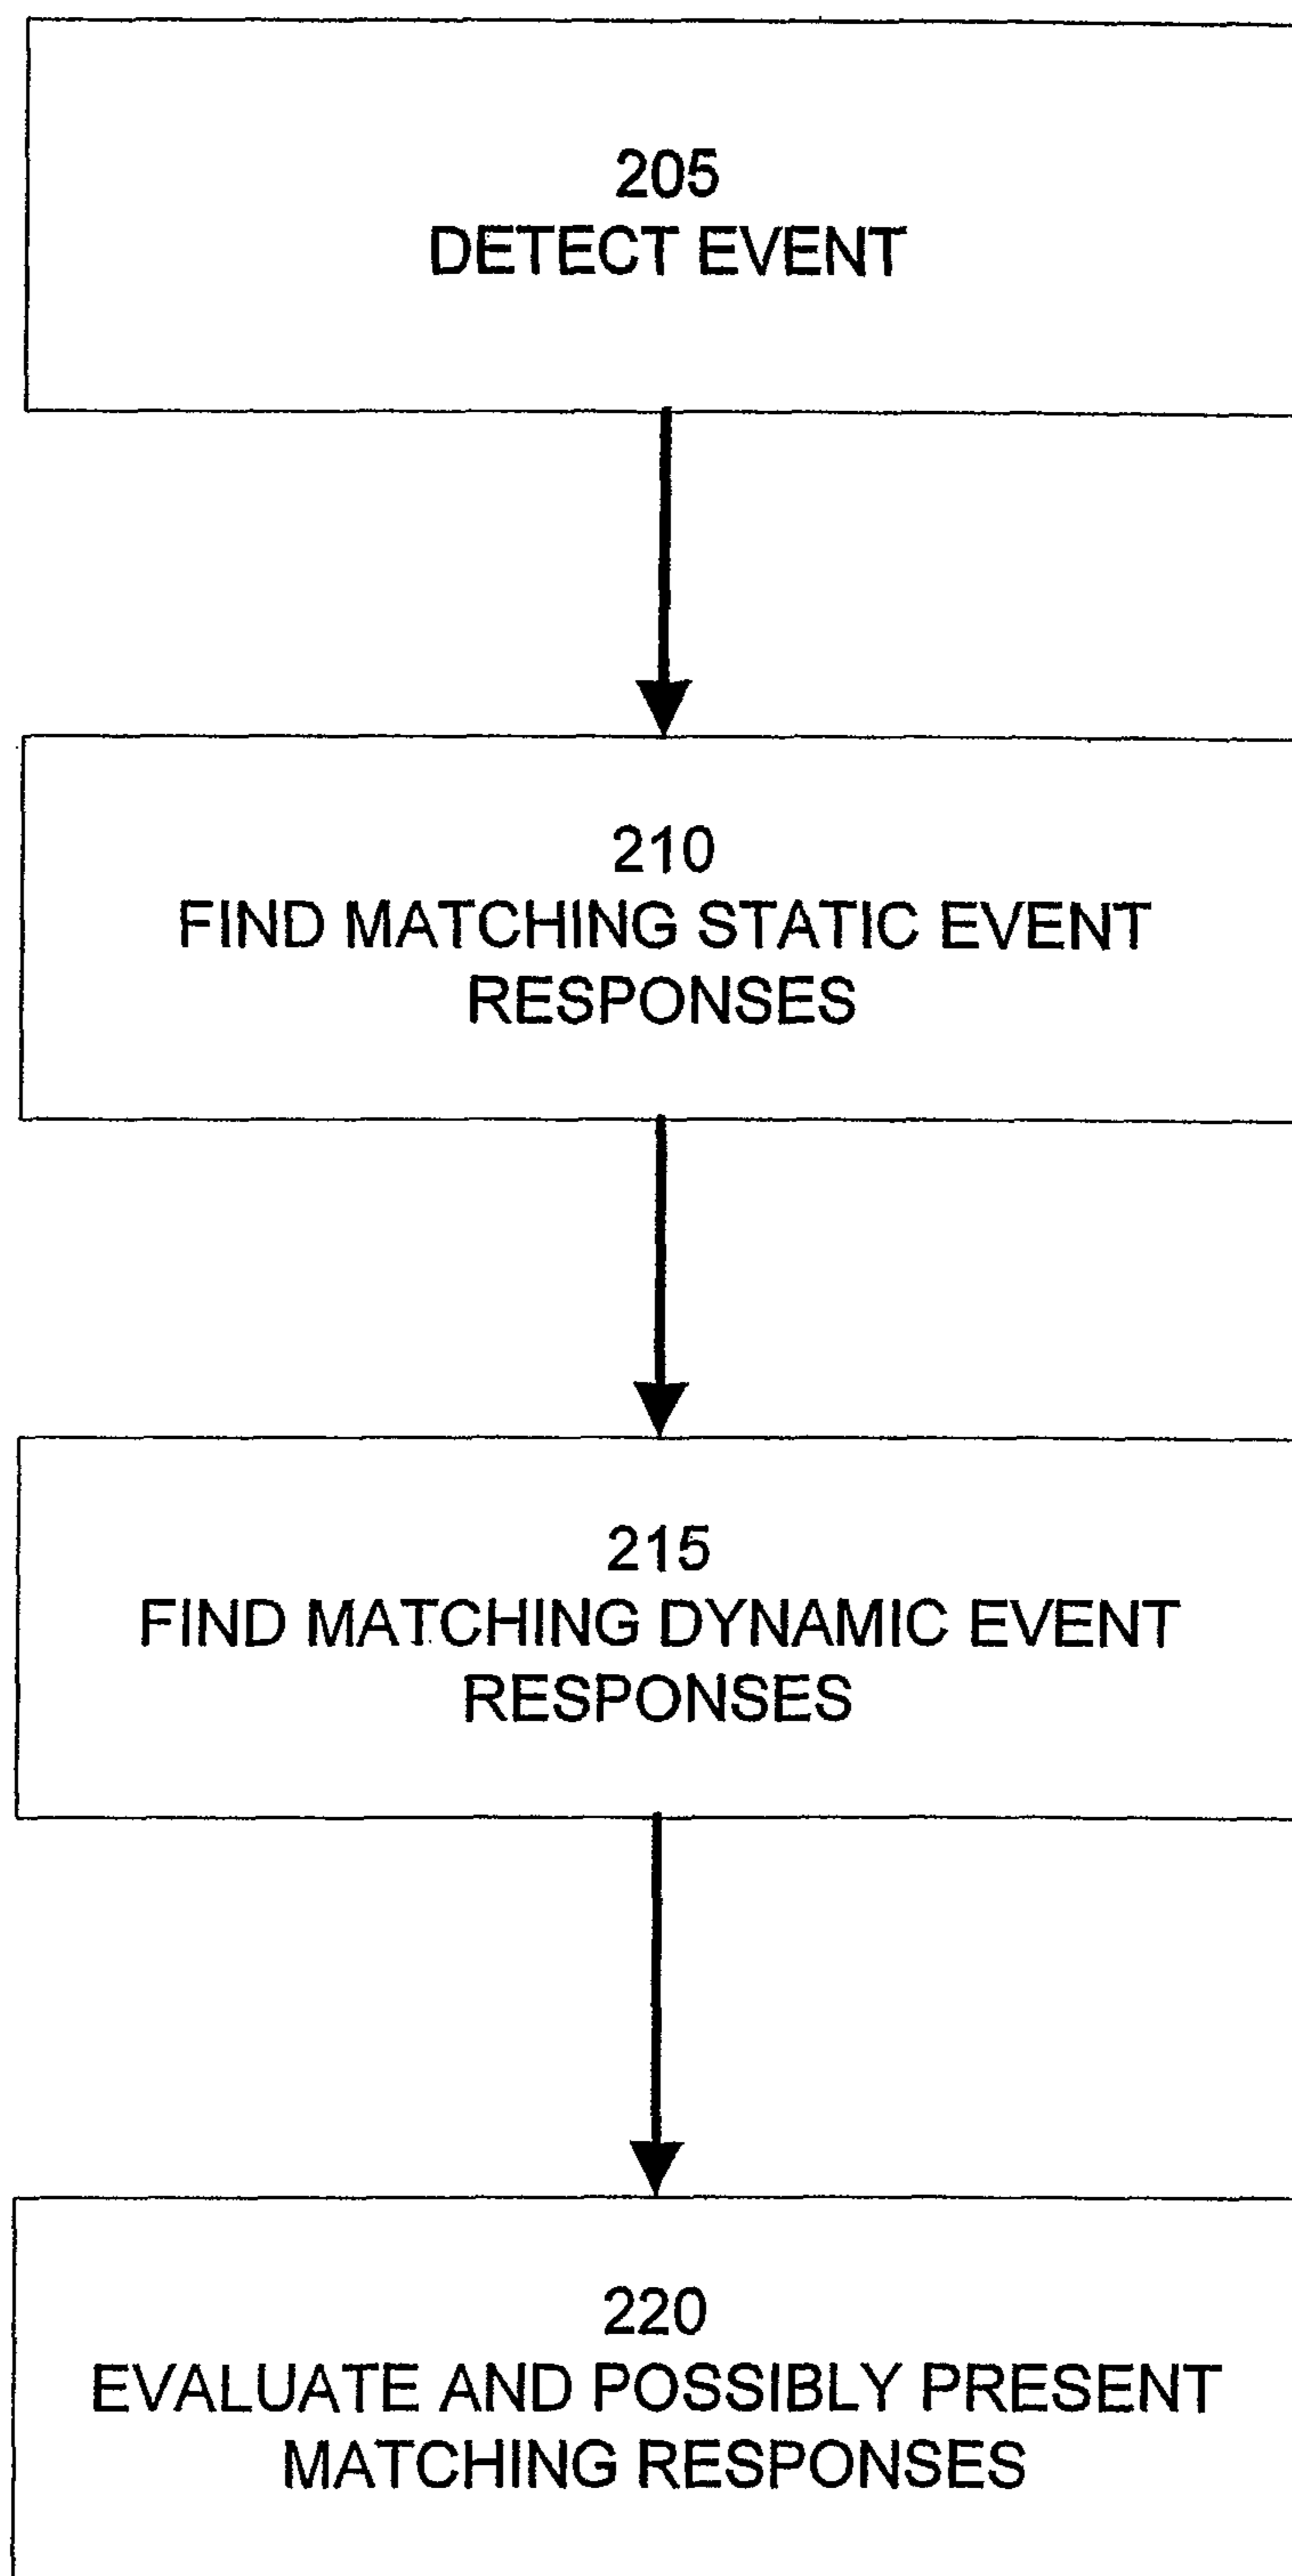 205
DETECT EVENT
210
FIND MATCHING STATIC EVENT
RESPONSES
215
FIND MATCHING DYNAMIC EVENT
RESPONSES
220
EVALUATE AND POSSIBLY PRESENT
MATCHING RESPONSES